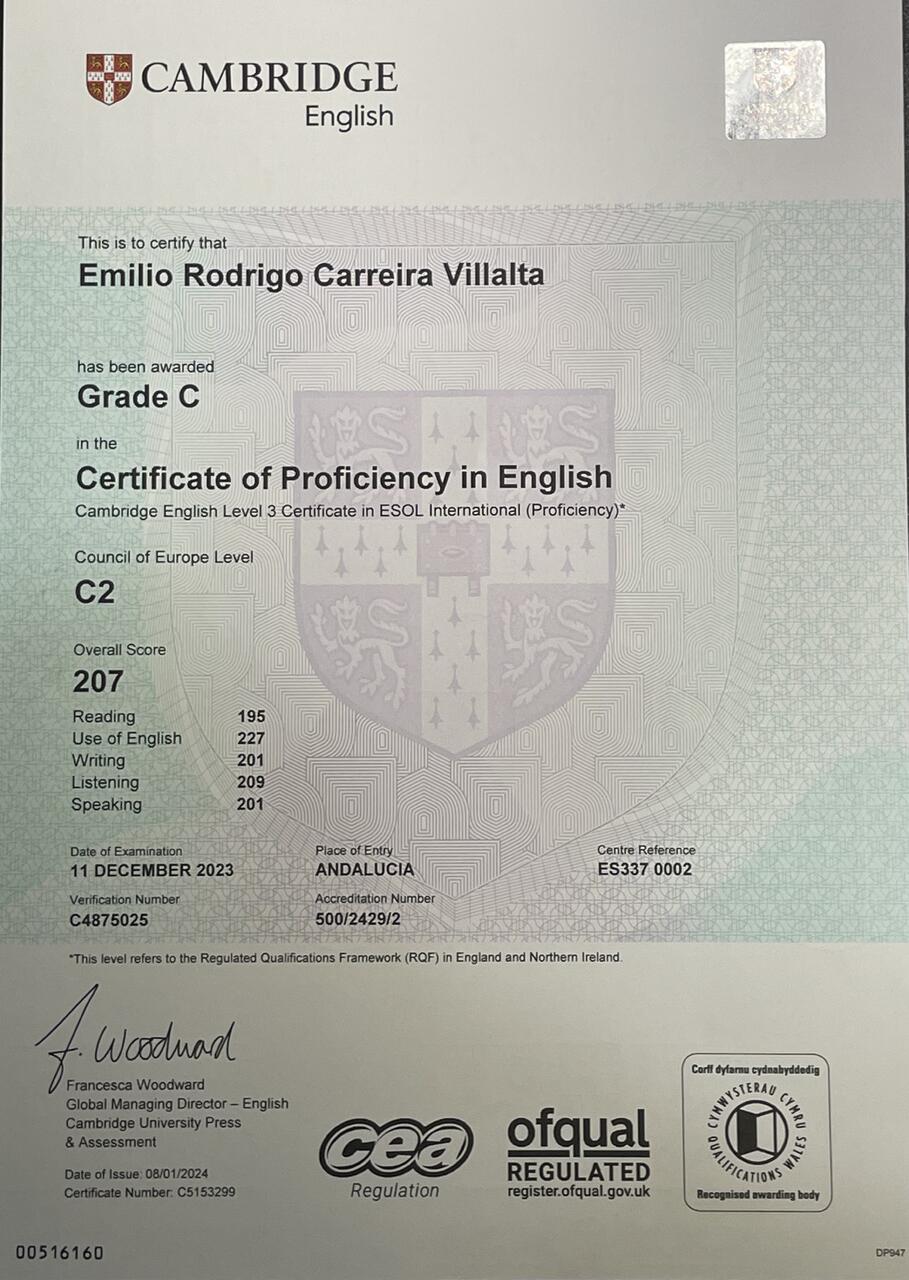 CAMBRIDGE
English
This is to certify that
Emilio Rodrigo Carreira Villalta
has been awarded
Grade C
in the
Certificate of Proficiency in English
Cambridge English Level 3 Certificate in ESOL International (Proficiency)*
Council of Europe Level
C2
Overall Score
207
Reading 195
Use of English 227
Writing 201
Listening 209
Speaking 201
Date of Examination Place of Entry Centre Reference
11 DECEMBER 2023 ANDALUCIA ES337 0002
Verification Number Accreditation Number
C4875025 500/2429/2
*This level refers to the Regulated Qualifications Framework (RQF) in England and Northern Ireland.
F. Woodward
Francesca Woodward
Global Managing Director – English
Cambridge University Press
& Assessment
Date of Issue: 08/01/2024
Certificate Number: C5153299
cea
Regulation
ofqual
REGULATED
register.ofqual.gov.uk
Corff dyfarnu cydnabyddedig
CYMWYSTERAU CYMRU
QUALIFICATIONS WALES
Recognised awarding body
00516160
DP947